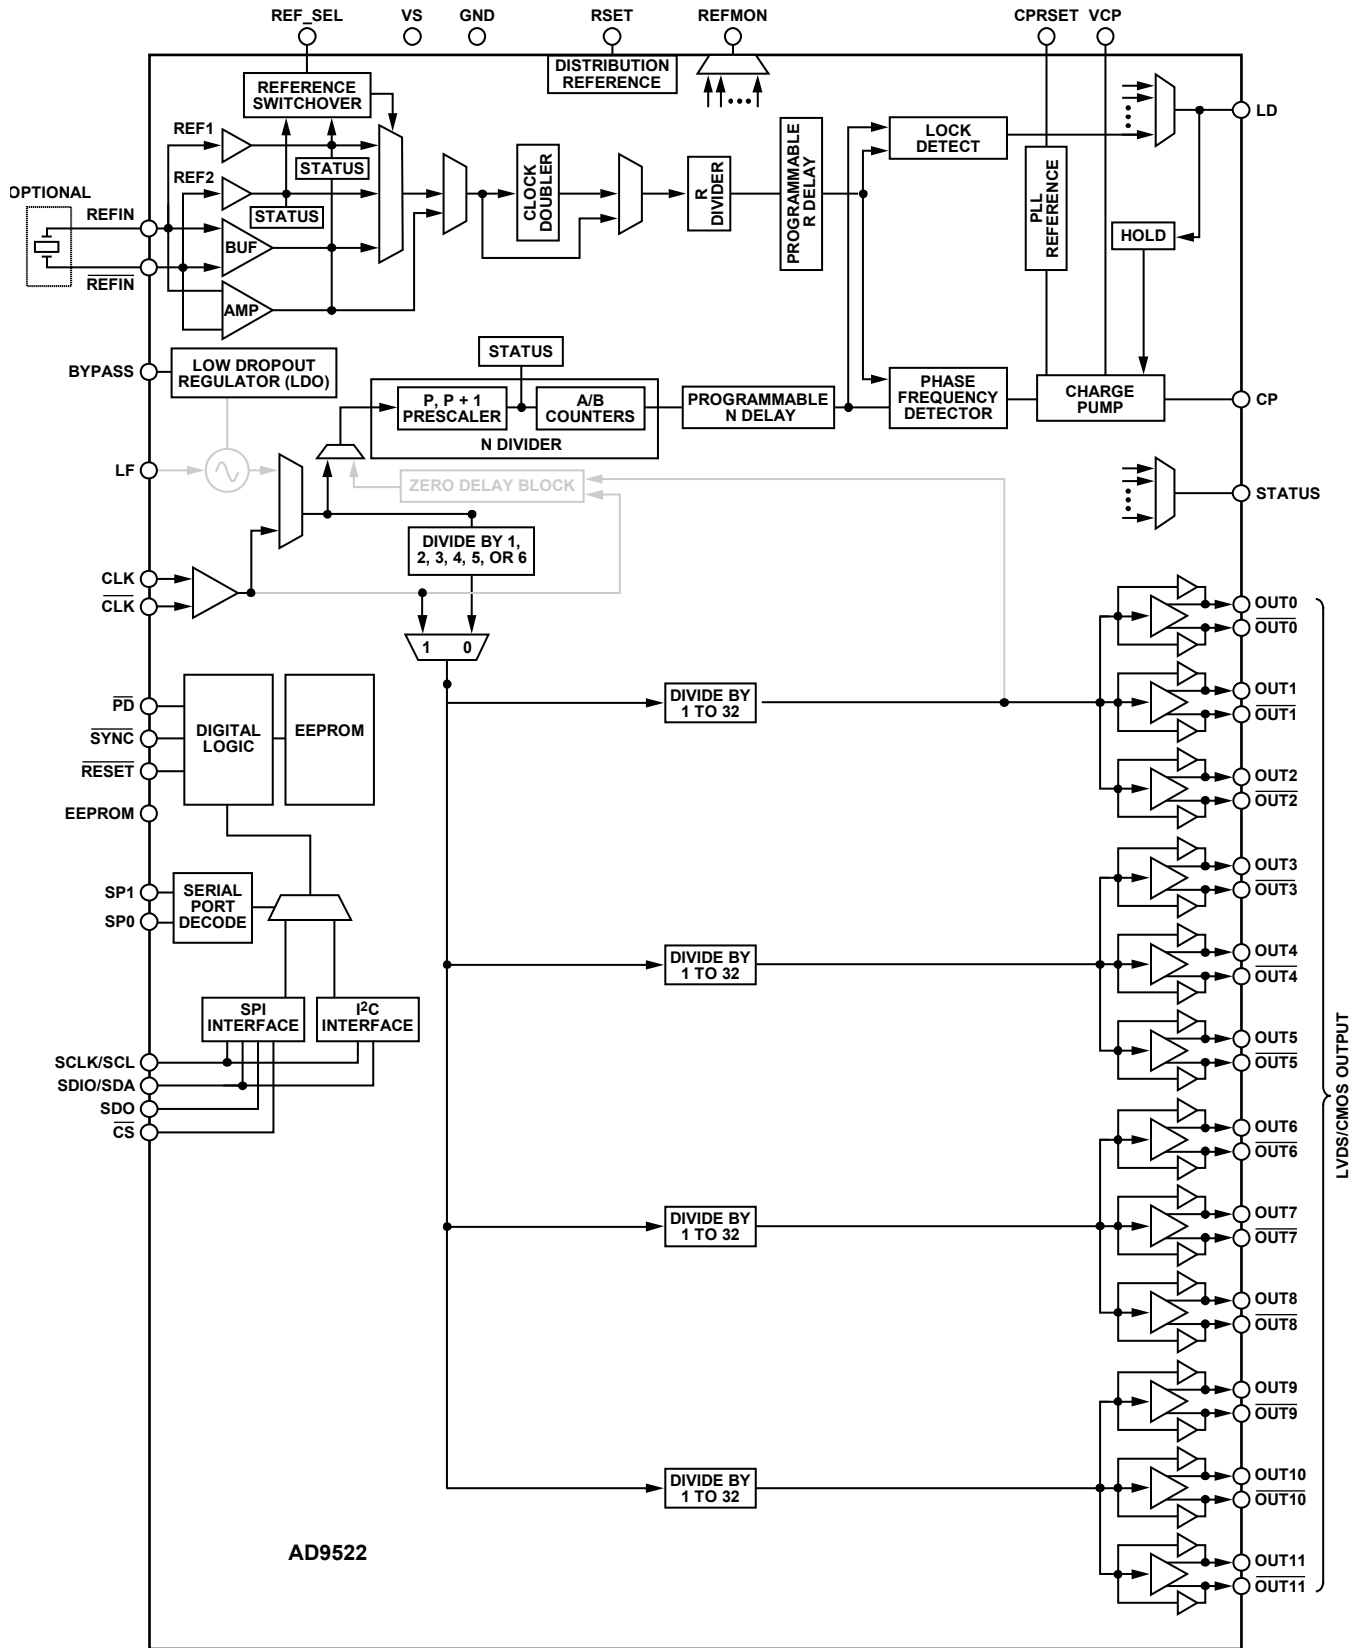 REF_SEL
VS
GND
RSET
REFMON
CPRSET
VCP
DISTRIBUTION
REFERENCE
REFERENCE
SWITCHOVER
REF1
STATUS
REF2
STATUS
OPTIONAL
REFIN
REFIN
BUF
AMP
CLOCK
DOUBLER
R
DIVIDER
PROGRAMMABLE
R DELAY
LOCK
DETECT
PLL
REFERENCE
LD
HOLD
BYPASS
LOW DROPOUT
REGULATOR (LDO)
STATUS
P, P + 1
PRESCALER
A/B
COUNTERS
N DIVIDER
PROGRAMMABLE
N DELAY
PHASE
FREQUENCY
DETECTOR
CHARGE
PUMP
CP
LF
ZERO DELAY BLOCK
STATUS
DIVIDE BY 1,
2, 3, 4, 5, OR 6
CLK
CLK
1 0
PD
SYNC
RESET
EEPROM
DIGITAL
LOGIC
EEPROM
SP1
SP0
SERIAL
PORT
DECODE
SPI
INTERFACE
I²C
INTERFACE
SCLK/SCL
SDIO/SDA
SDO
CS
DIVIDE BY
1 TO 32
DIVIDE BY
1 TO 32
DIVIDE BY
1 TO 32
DIVIDE BY
1 TO 32
OUT0
OUT0
OUT1
OUT1
OUT2
OUT2
OUT3
OUT3
OUT4
OUT4
OUT5
OUT5
OUT6
OUT6
OUT7
OUT7
OUT8
OUT8
OUT9
OUT9
OUT10
OUT10
OUT11
OUT11
LVDS/CMOS OUTPUT
AD9522